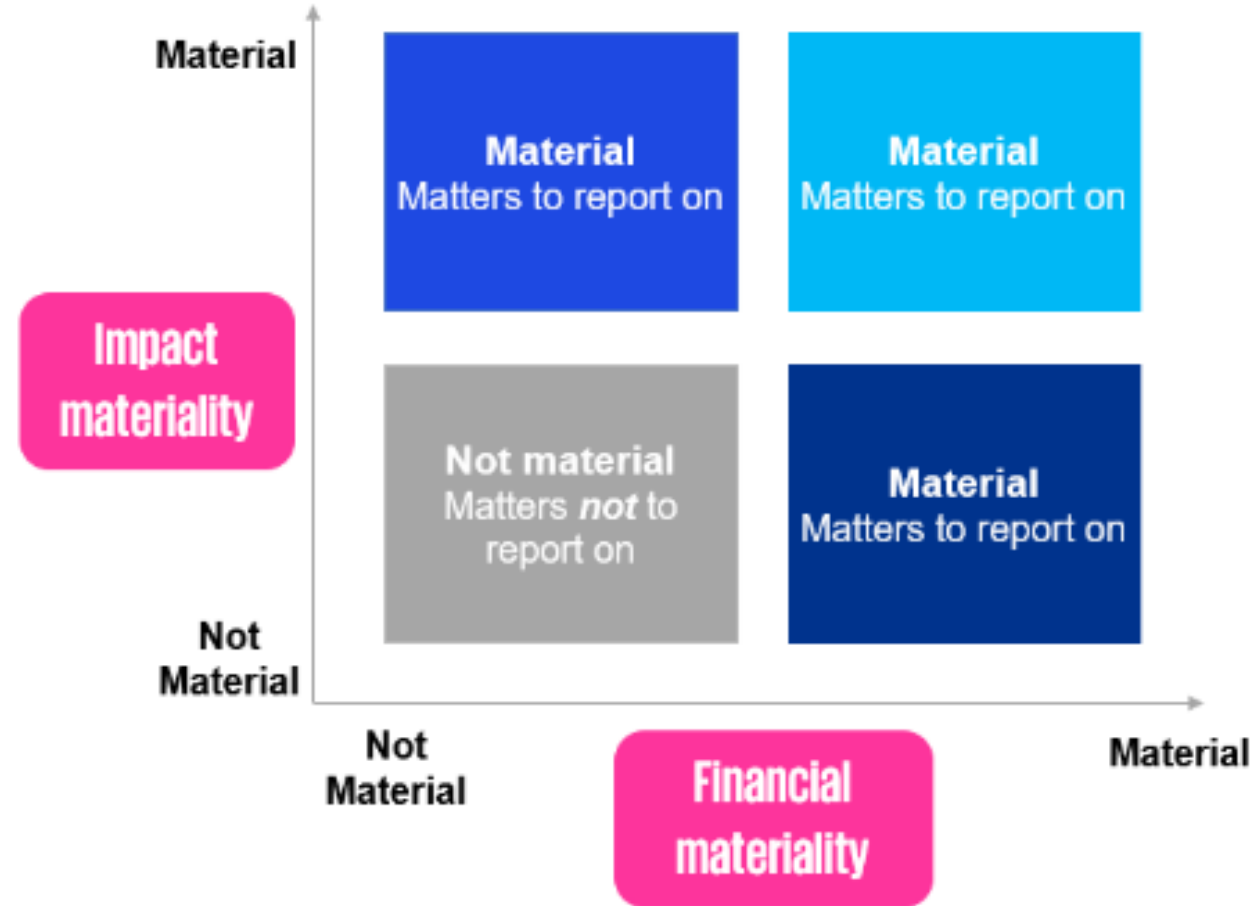 Material
Material
Matters to report on
Material
Matters to report on
Impact
materiality
Not material
Matters not to
report on
Material
Matters to report on
Not
Material
Not
Material
Financial
materiality
Material